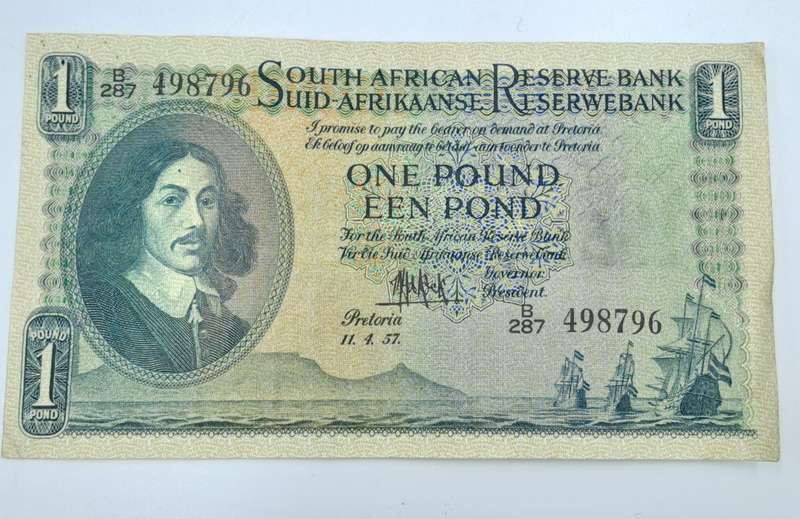 1
POUND
B/287 498796
SOUTH AFRICAN RESERVE BANK
SUID-AFRIKAANSE RESERWEBANK
1
POND
I promise to pay the bearer on demand at Pretoria
Ek beloof op aanvraag te betaal aan toonder te Pretoria
ONE POUND
EEN POND
For the South African Reserve Bank
Vir die Suid-Afrikaanse Reserwebank
Governor
President.
Pretoria
11. 4. 57.
B/287 498796
POUND
1
POND